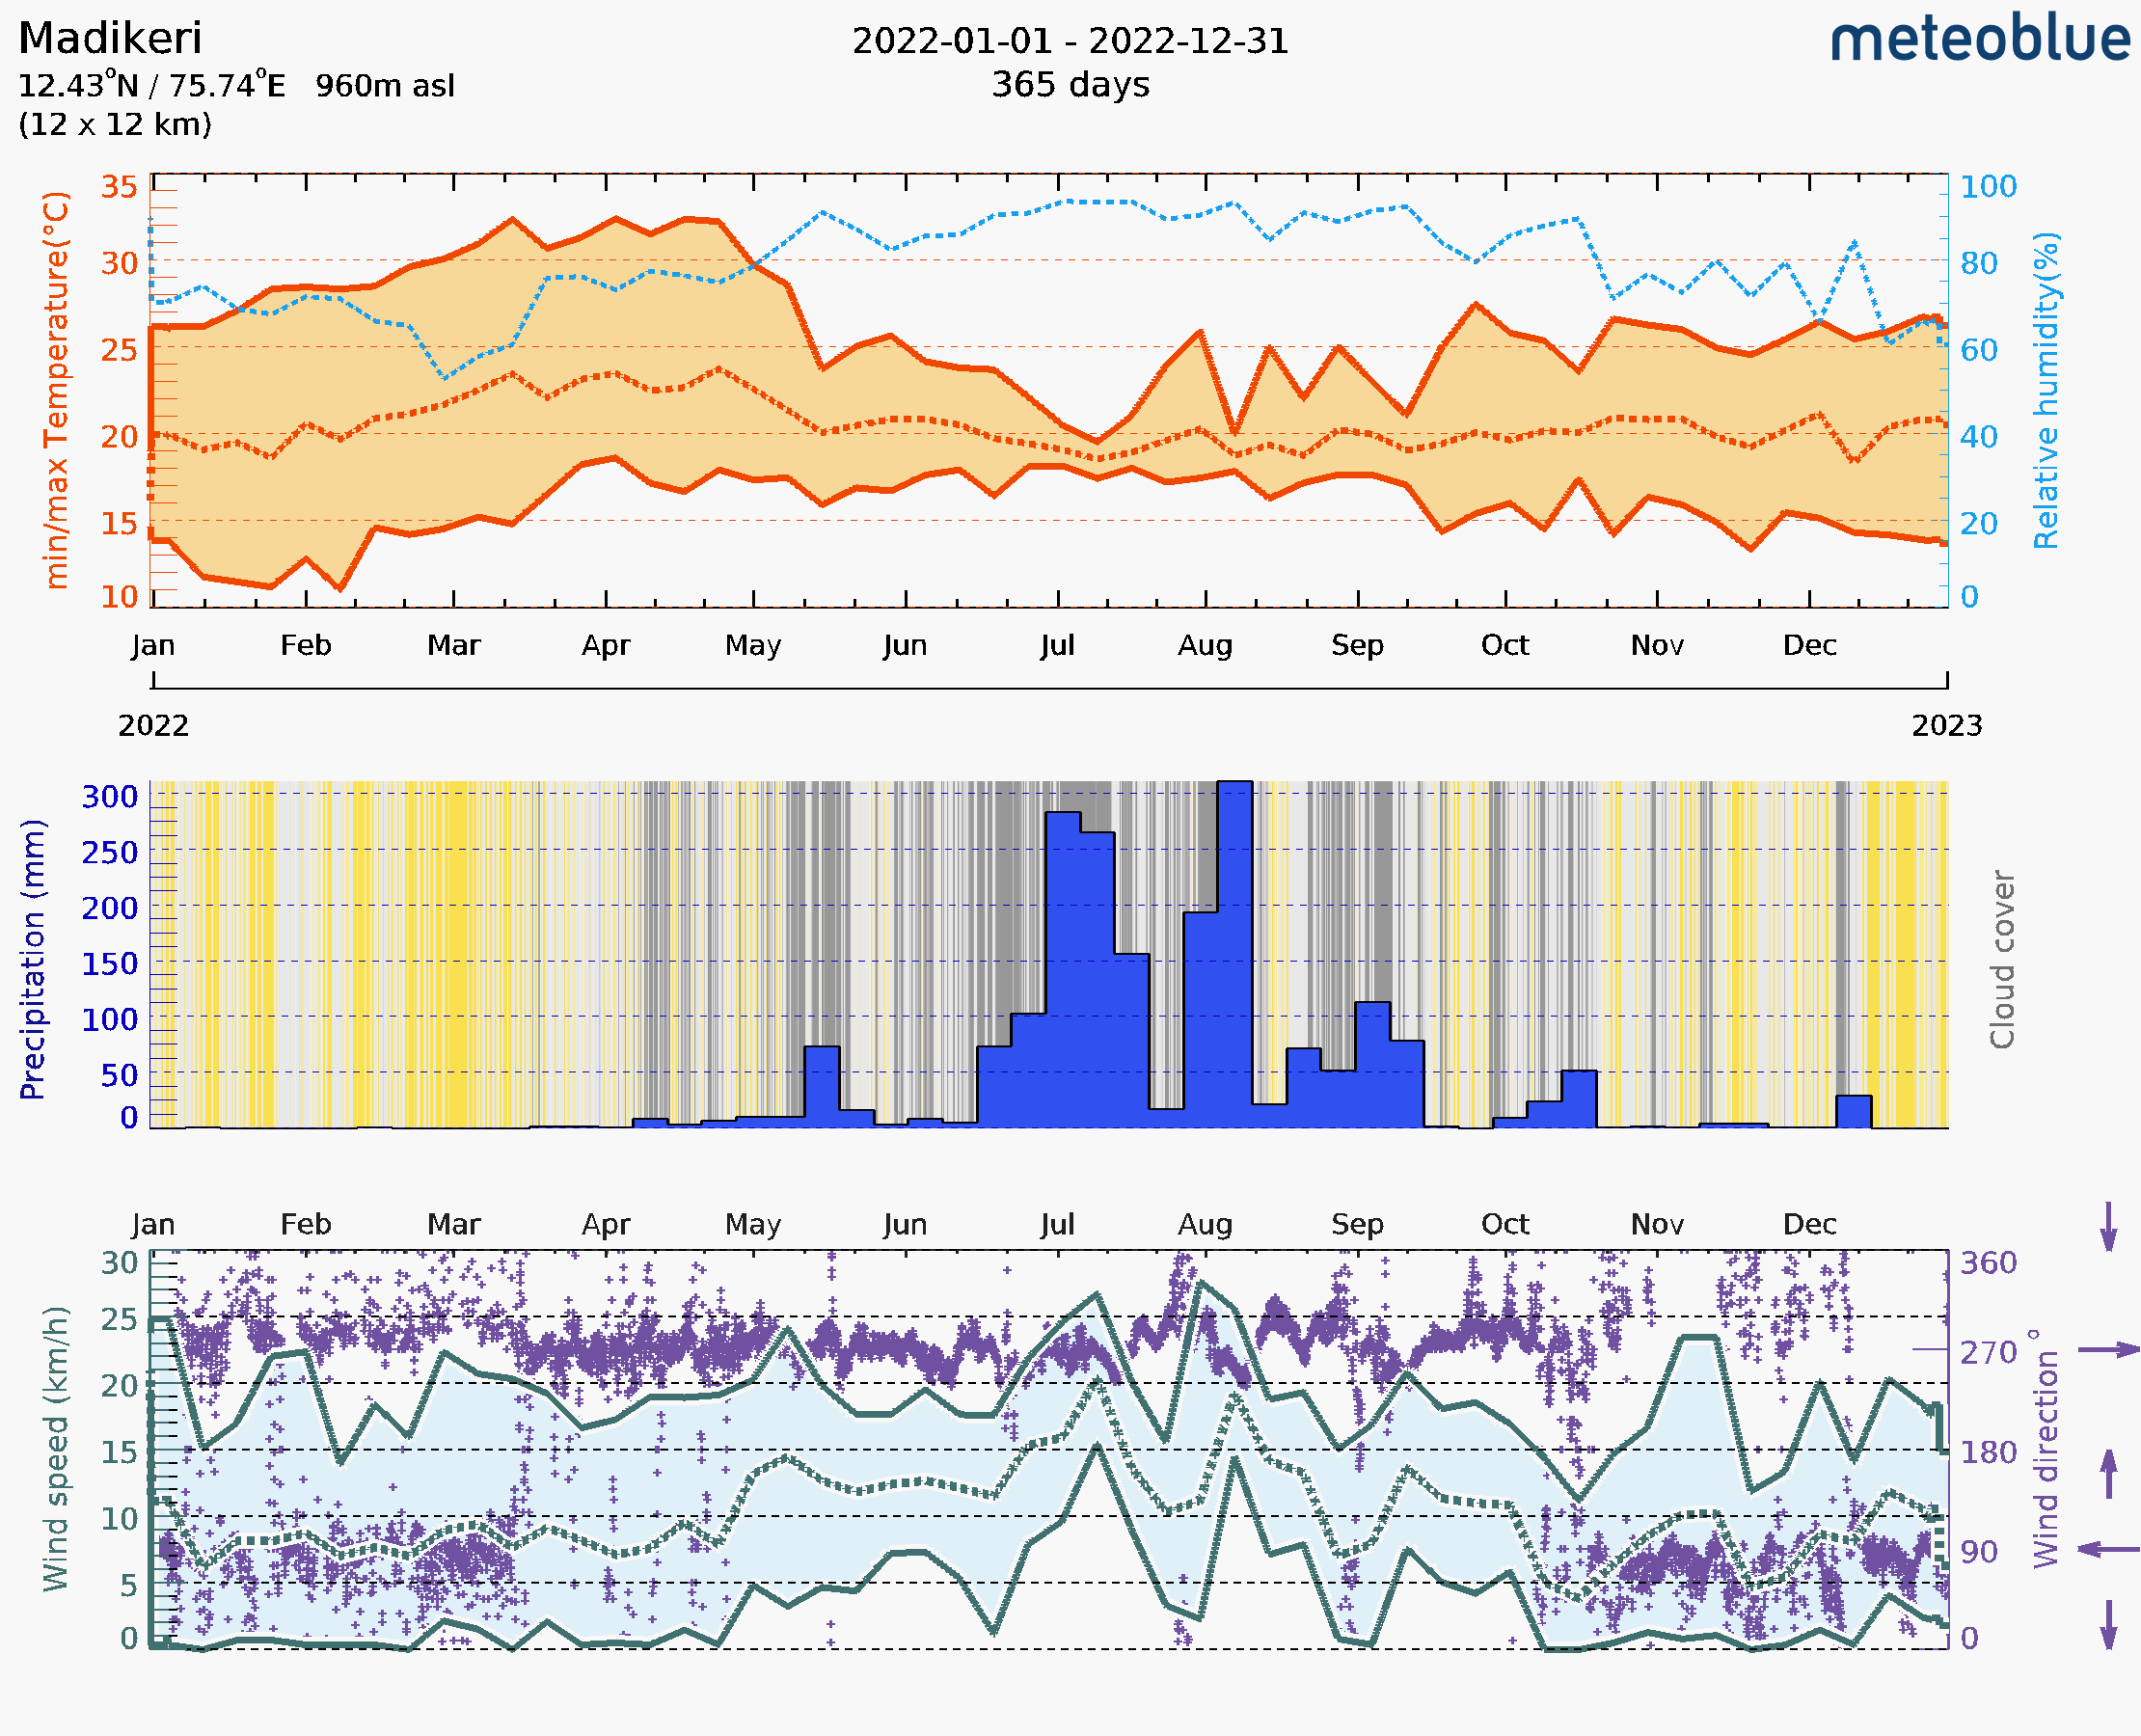 Madikeri
12.43°N / 75.74°E 960m asl
(12 x 12 km)
2022-01-01 - 2022-12-31
365 days
meteoblue
min/max Temperature(°C)
35
30
25
20
15
10
100
80
60
40
20
0
Relative humidity(%)
Jan Feb Mar Apr May Jun Jul Aug Sep Oct Nov Dec
2022 2023
Precipitation (mm)
300
250
200
150
100
50
0
Cloud cover
Jan Feb Mar Apr May Jun Jul Aug Sep Oct Nov Dec
Wind speed (km/h)
30
25
20
15
10
5
0
360
270
180
90
0
Wind direction °